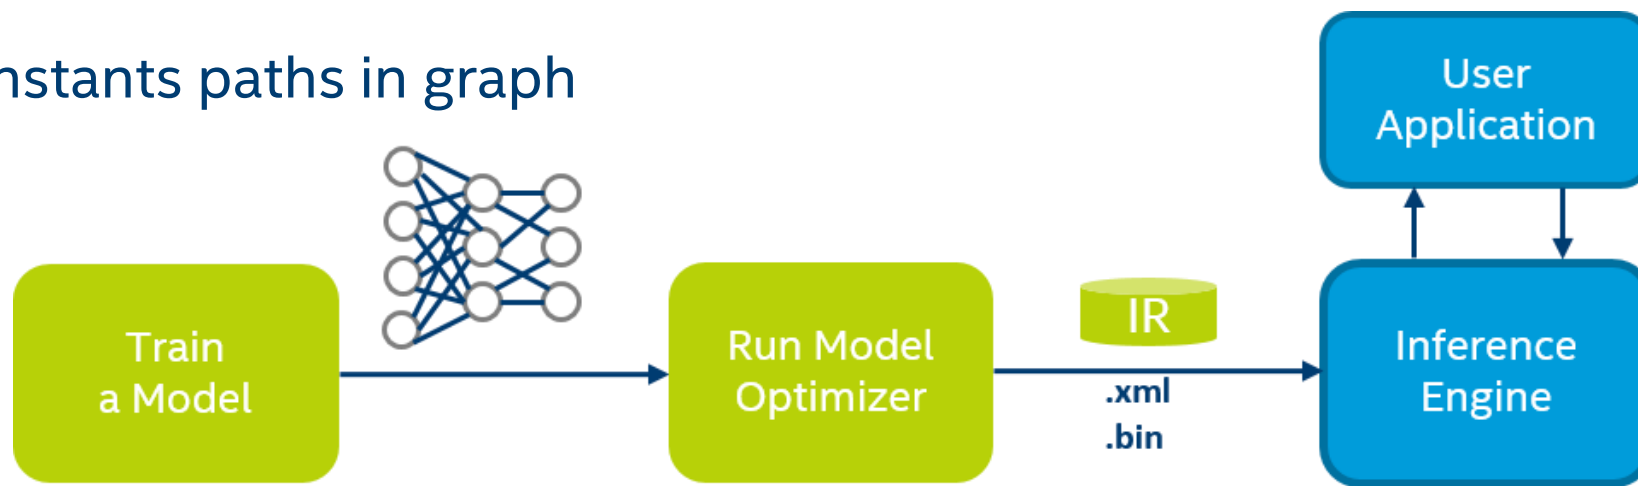 nstants paths in graph
User
Application
Train
a Model
Run Model
Optimizer
IR
.xml
.bin
Inference
Engine